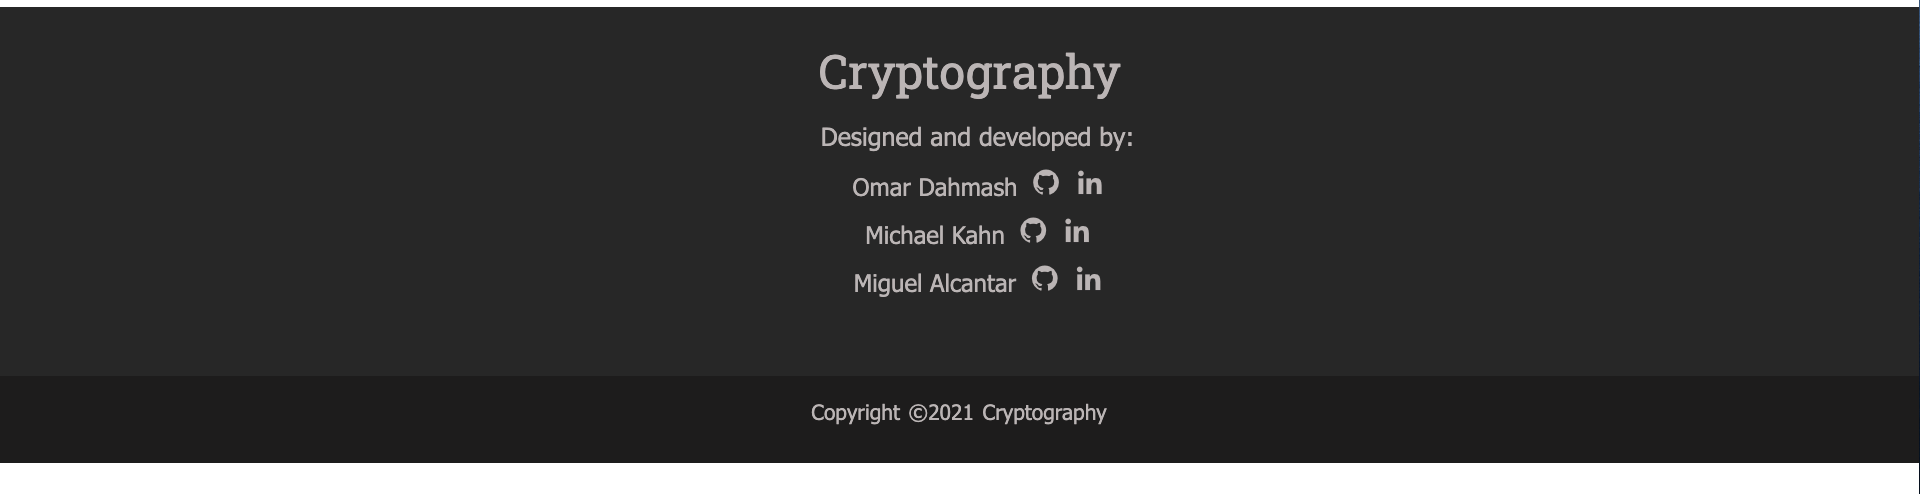 Cryptography
Designed and developed by:
Omar Dahmash
Michael Kahn
Miguel Alcantar
Copyright ©2021 Cryptography